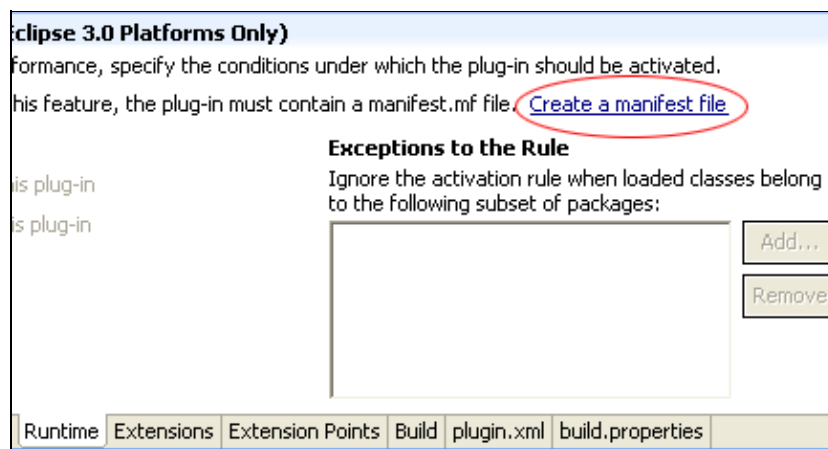 clipse 3.0 Platforms Only)
formance, specify the conditions under which the plug-in should be activated.
his feature, the plug-in must contain a manifest.mf file. Create a manifest file
Exceptions to the Rule
is plug-in
Ignore the activation rule when loaded classes belong
is plug-in
to the following subset of packages:
Add...
Remove
Runtime Extensions Extension Points Build plugin.xml build.properties